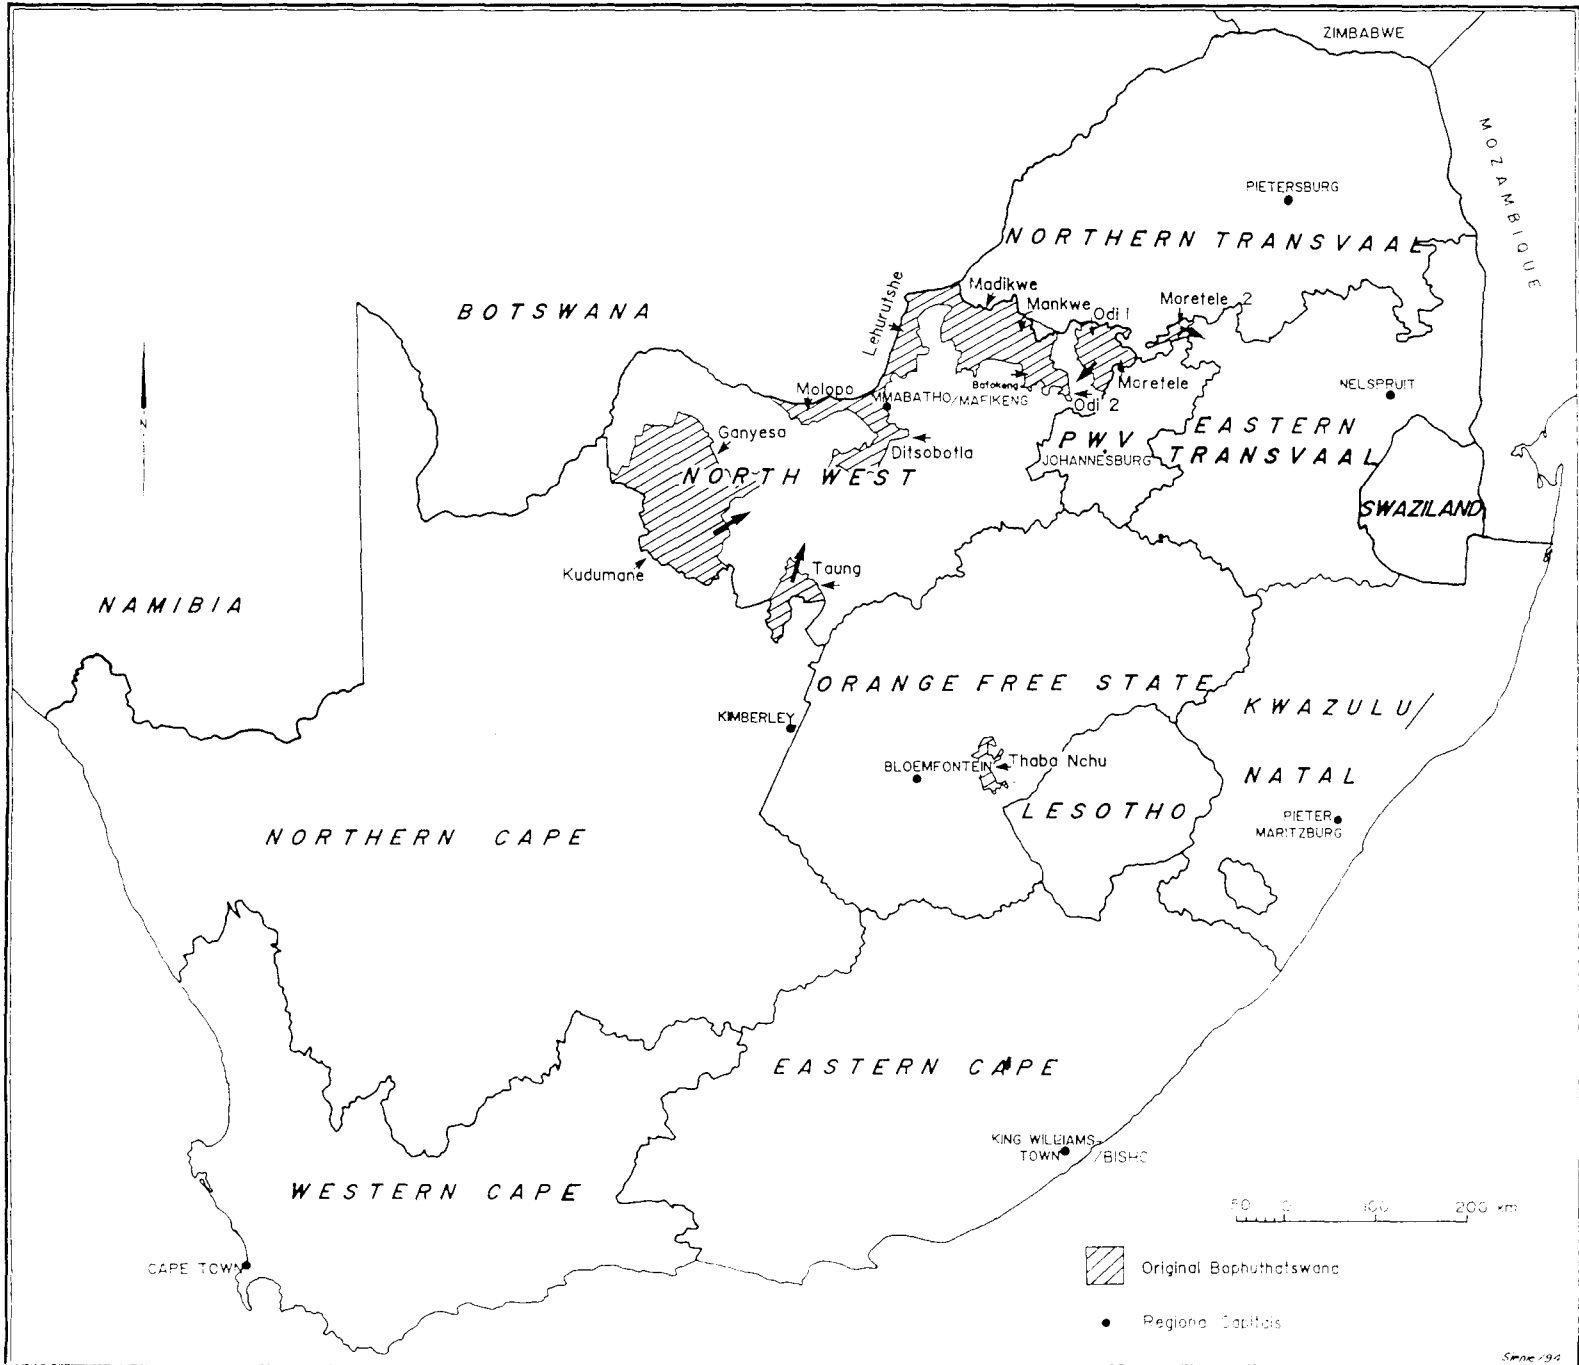 ZIMBABWE
MOZAMBIQUE
PIETERSBURG
NORTHERN TRANSVAAL
BOTSWANA
Lehurutshe
Madikwe
Mankwe
Odi 1
Moretele 2
N
Molopo
MMABATHO/MAFIKENG
Bafokeng
Odi 2
Moretele
NELSPRUIT
Ganyesa
Ditsobotla
PWV
JOHANNESBURG
EASTERN
TRANSVAAL
NORTH WEST
SWAZILAND
Kudumane
Taung
NAMIBIA
ORANGE FREE STATE
KWAZULU/
NATAL
KIMBERLEY
BLOEMFONTEIN
Thaba Nchu
LESOTHO
PIETER
MARITZBURG
NORTHERN CAPE
EASTERN CAPE
KING WILLIAMS-
TOWN /BISHO
WESTERN CAPE
CAPE TOWN
50 0 100 200 km
Original Bophuthatswana
Regional Capitals